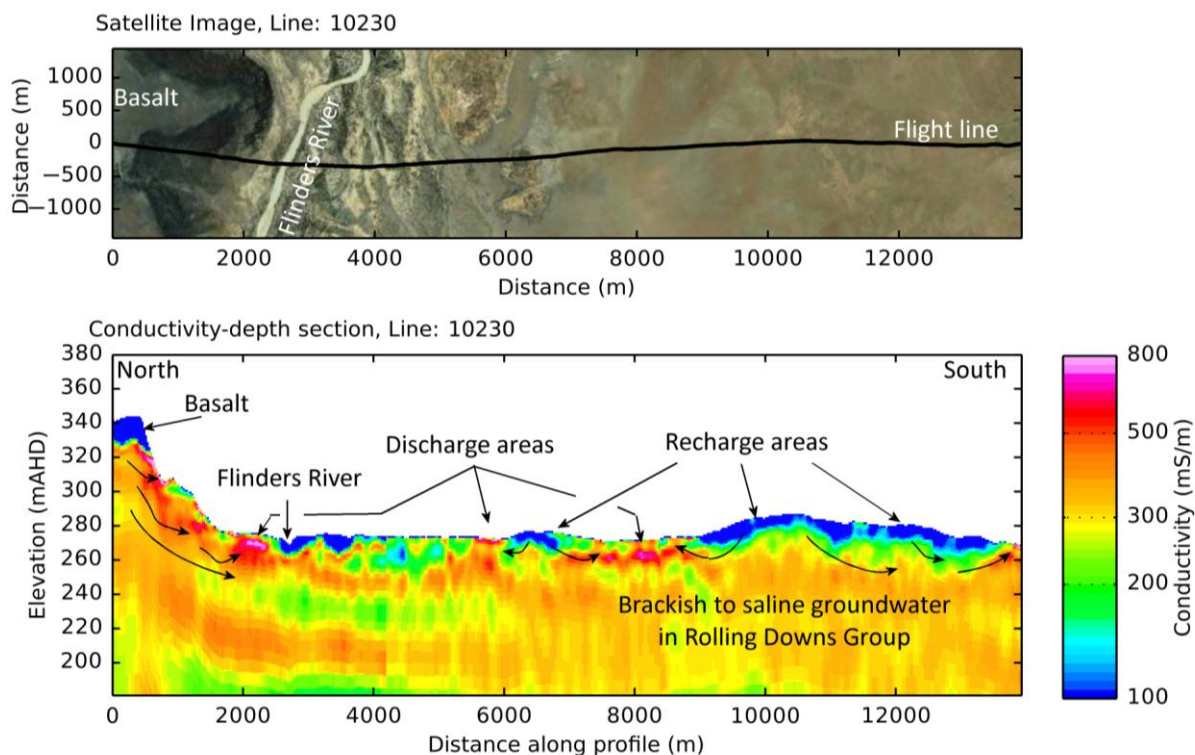 Satellite Image, Line: 10230
1000
500
0
−500
−1000
Distance (m)
Basalt
Flinders River
Flight line
0 2000 4000 6000 8000 10000 12000
Distance (m)
Conductivity-depth section, Line: 10230
380
360
340
320
300
280
260
240
220
200
Elevation (mAHD)
North
South
Basalt
Flinders River
Discharge areas
Recharge areas
Brackish to saline groundwater
in Rolling Downs Group
0 2000 4000 6000 8000 10000 12000
Distance along profile (m)
800
500
300
200
100
Conductivity (mS/m)